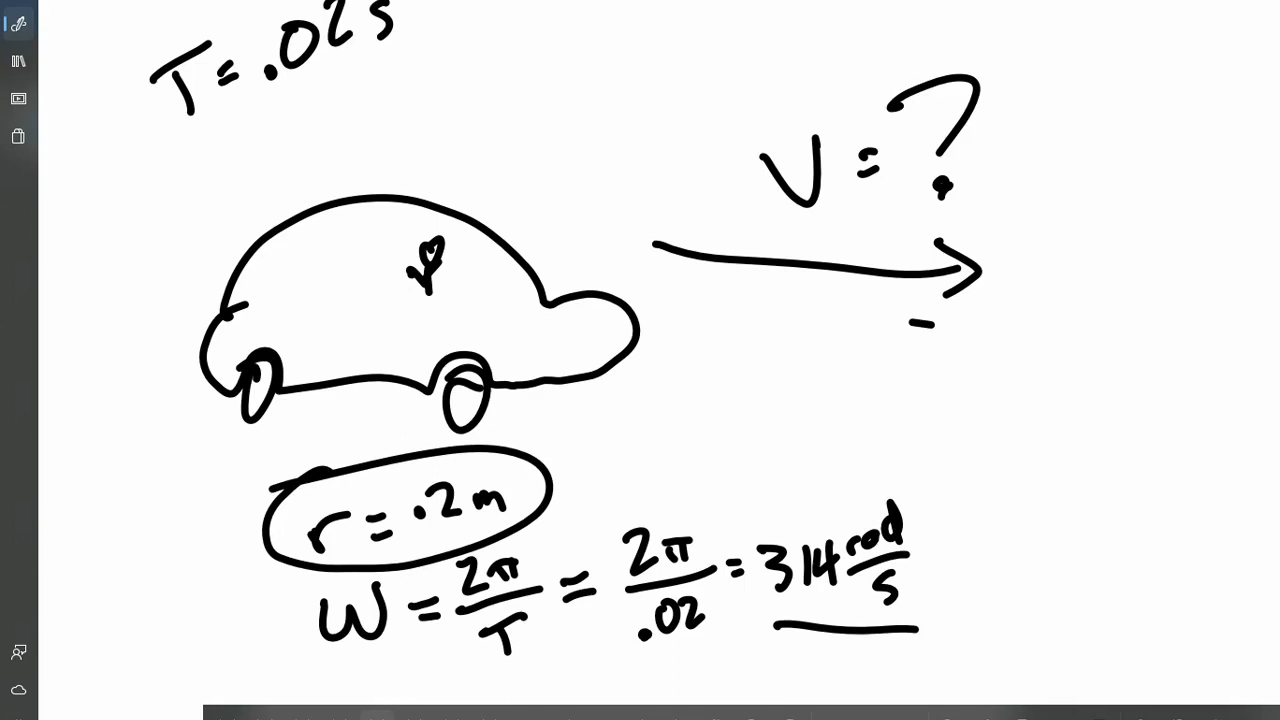 T = .02 s
V = ?
r = .2 m
W = 2π/T = 2π/.02 = 314 rad/s